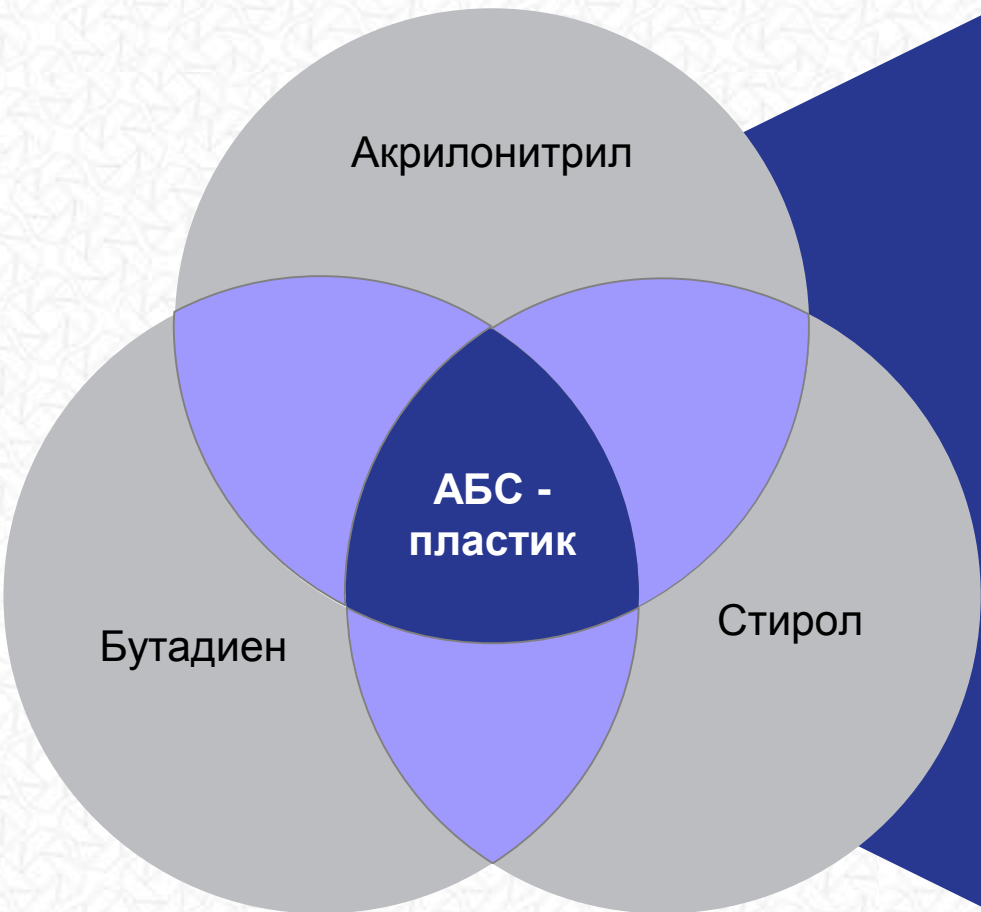 Акрилонитрил
АБС -
пластик
Стирол
Бутадиен